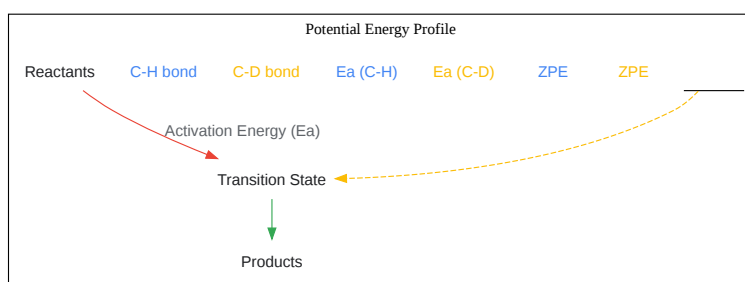 Potential Energy Profile
Reactants C-H bond C-D bond Ea (C-H) Ea (C-D) ZPE ZPE
Activation Energy (Ea)
Transition State
Products